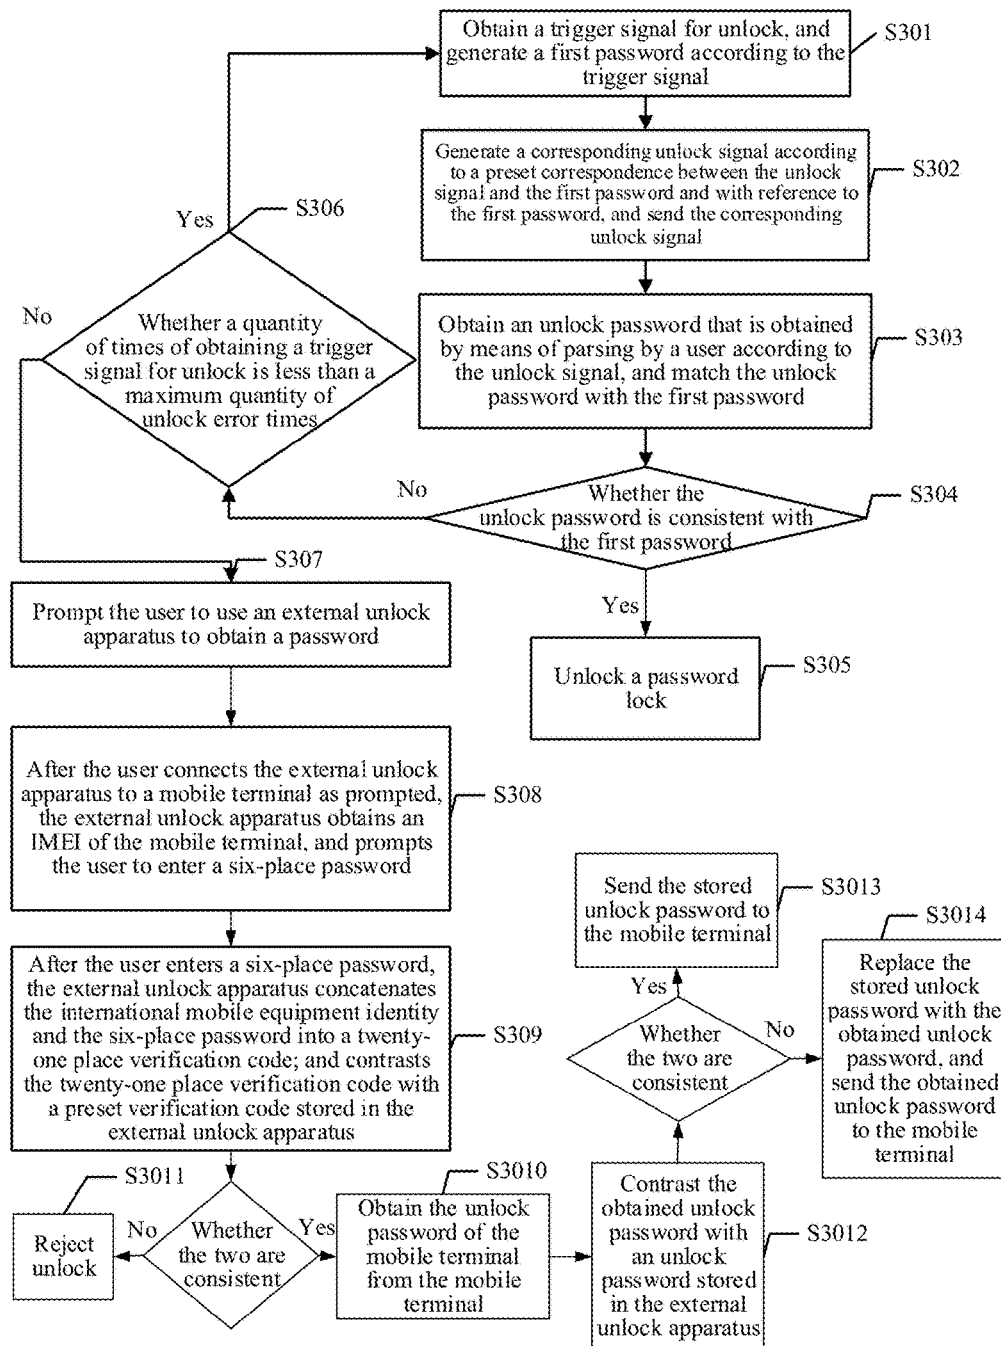 Obtain a trigger signal for unlock, and
generate a first password according to the
trigger signal
S301
Generate a corresponding unlock signal according
to a preset correspondence between the unlock
signal and the first password and with reference to
the first password, and send the corresponding
unlock signal
S302
Yes
S306
No
Whether a quantity
of times of obtaining a trigger
signal for unlock is less than a
maximum quantity of
unlock error times
Obtain an unlock password that is obtained
by means of parsing by a user according to
the unlock signal, and match the unlock
password with the first password
S303
No
Whether the
unlock password is consistent with
the first password
S304
S307
Yes
Prompt the user to use an external unlock
apparatus to obtain a password
Unlock a password
lock
S305
After the user connects the external unlock
apparatus to a mobile terminal as prompted,
the external unlock apparatus obtains an
IMEI of the mobile terminal, and prompts
the user to enter a six-place password
S308
Send the stored
unlock password to
the mobile terminal
S3013
S3014
After the user enters a six-place password,
the external unlock apparatus concatenates
the international mobile equipment identity
and the six-place password into a twenty-
one place verification code; and contrasts
the twenty-one place verification code with
a preset verification code stored in the
external unlock apparatus
S309
Yes
No
Whether
the two are
consistent
Replace the
stored unlock
password with the
obtained unlock
password, and
send the obtained
unlock password
to the mobile
terminal
S3011
No
Reject
unlock
Whether
the two are
consistent
Yes
S3010
Obtain the unlock
password of the
mobile terminal
from the mobile
terminal
Contrast the
obtained unlock
password with
an unlock
password stored
in the external
unlock apparatus
S3012